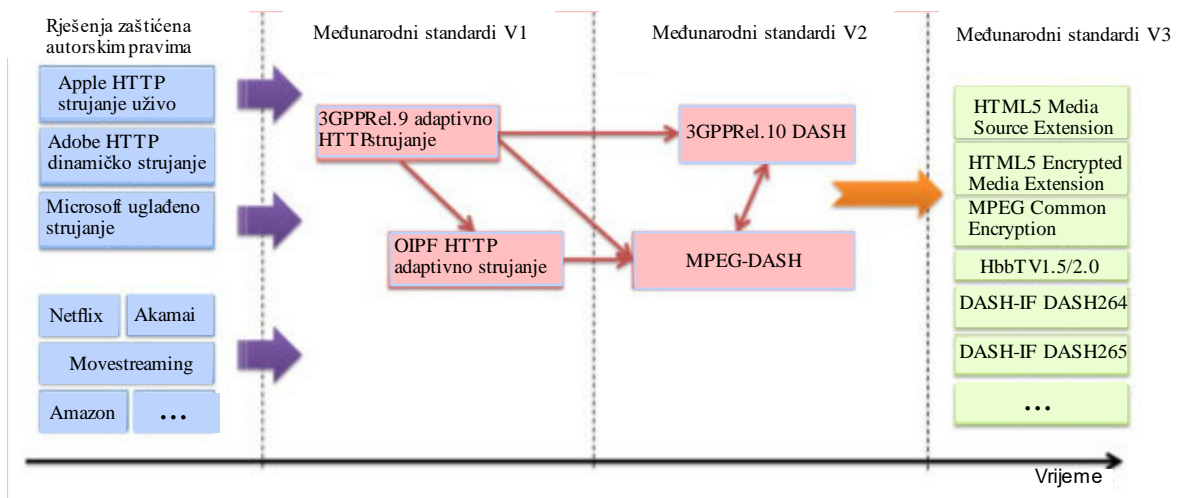 Rješenja zaštićena
autorskim pravima
Međunarodni standardi V1
Međunarodni standardi V2
Međunarodni standardi V3
Apple HTTP
strujanje uživo
Adobe HTTP
dinamičko strujanje
Microsoft uglađeno
strujanje
Netflix
Akamai
Movestreaming
Amazon
...
3GPPRel.9 adaptivno
HTTPstrujanje
OIPF HTTP
adaptivno strujanje
3GPPRel.10 DASH
MPEG-DASH
HTML5 Media
Source Extension
HTML5 Encrypted
Media Extension
MPEG Common
Encryption
HbbTV1.5/2.0
DASH-IF DASH264
DASH-IF DASH265
...
Vrijeme